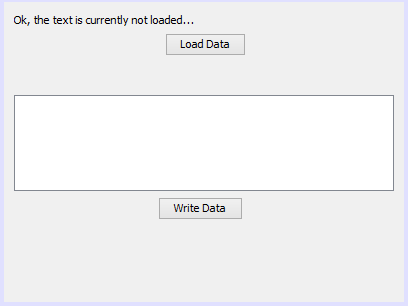 Ok, the text is currently not loaded...
Load Data
Write Data